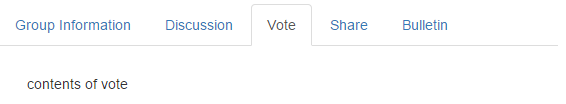 Group Information Discussion Vote Share Bulletin
contents of vote